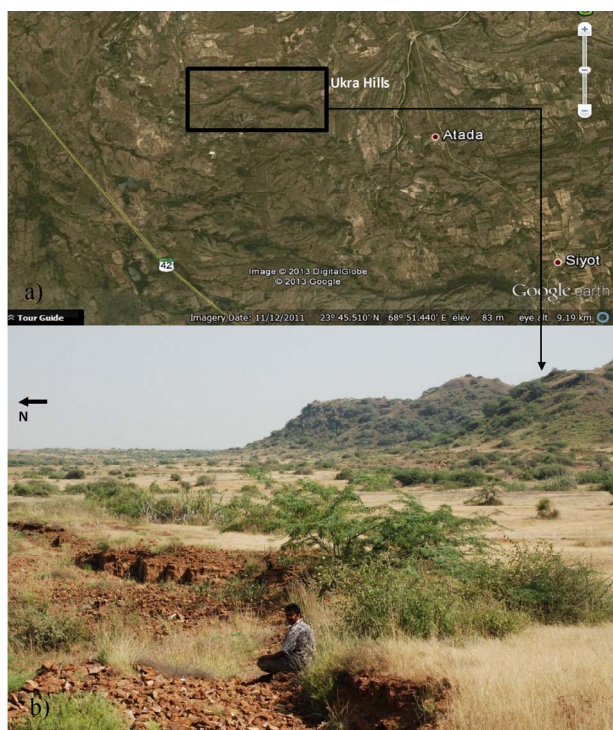 Ukra Hills
Atada
42
Siyot
Image © 2013 DigitalGlobe
© 2013 Google
Google earth
a)
Tour Guide
Imagery Date: 11/12/2011 23° 45.510' N 68° 51.440' E elev 83 m eye alt 9.19 km
N
b)